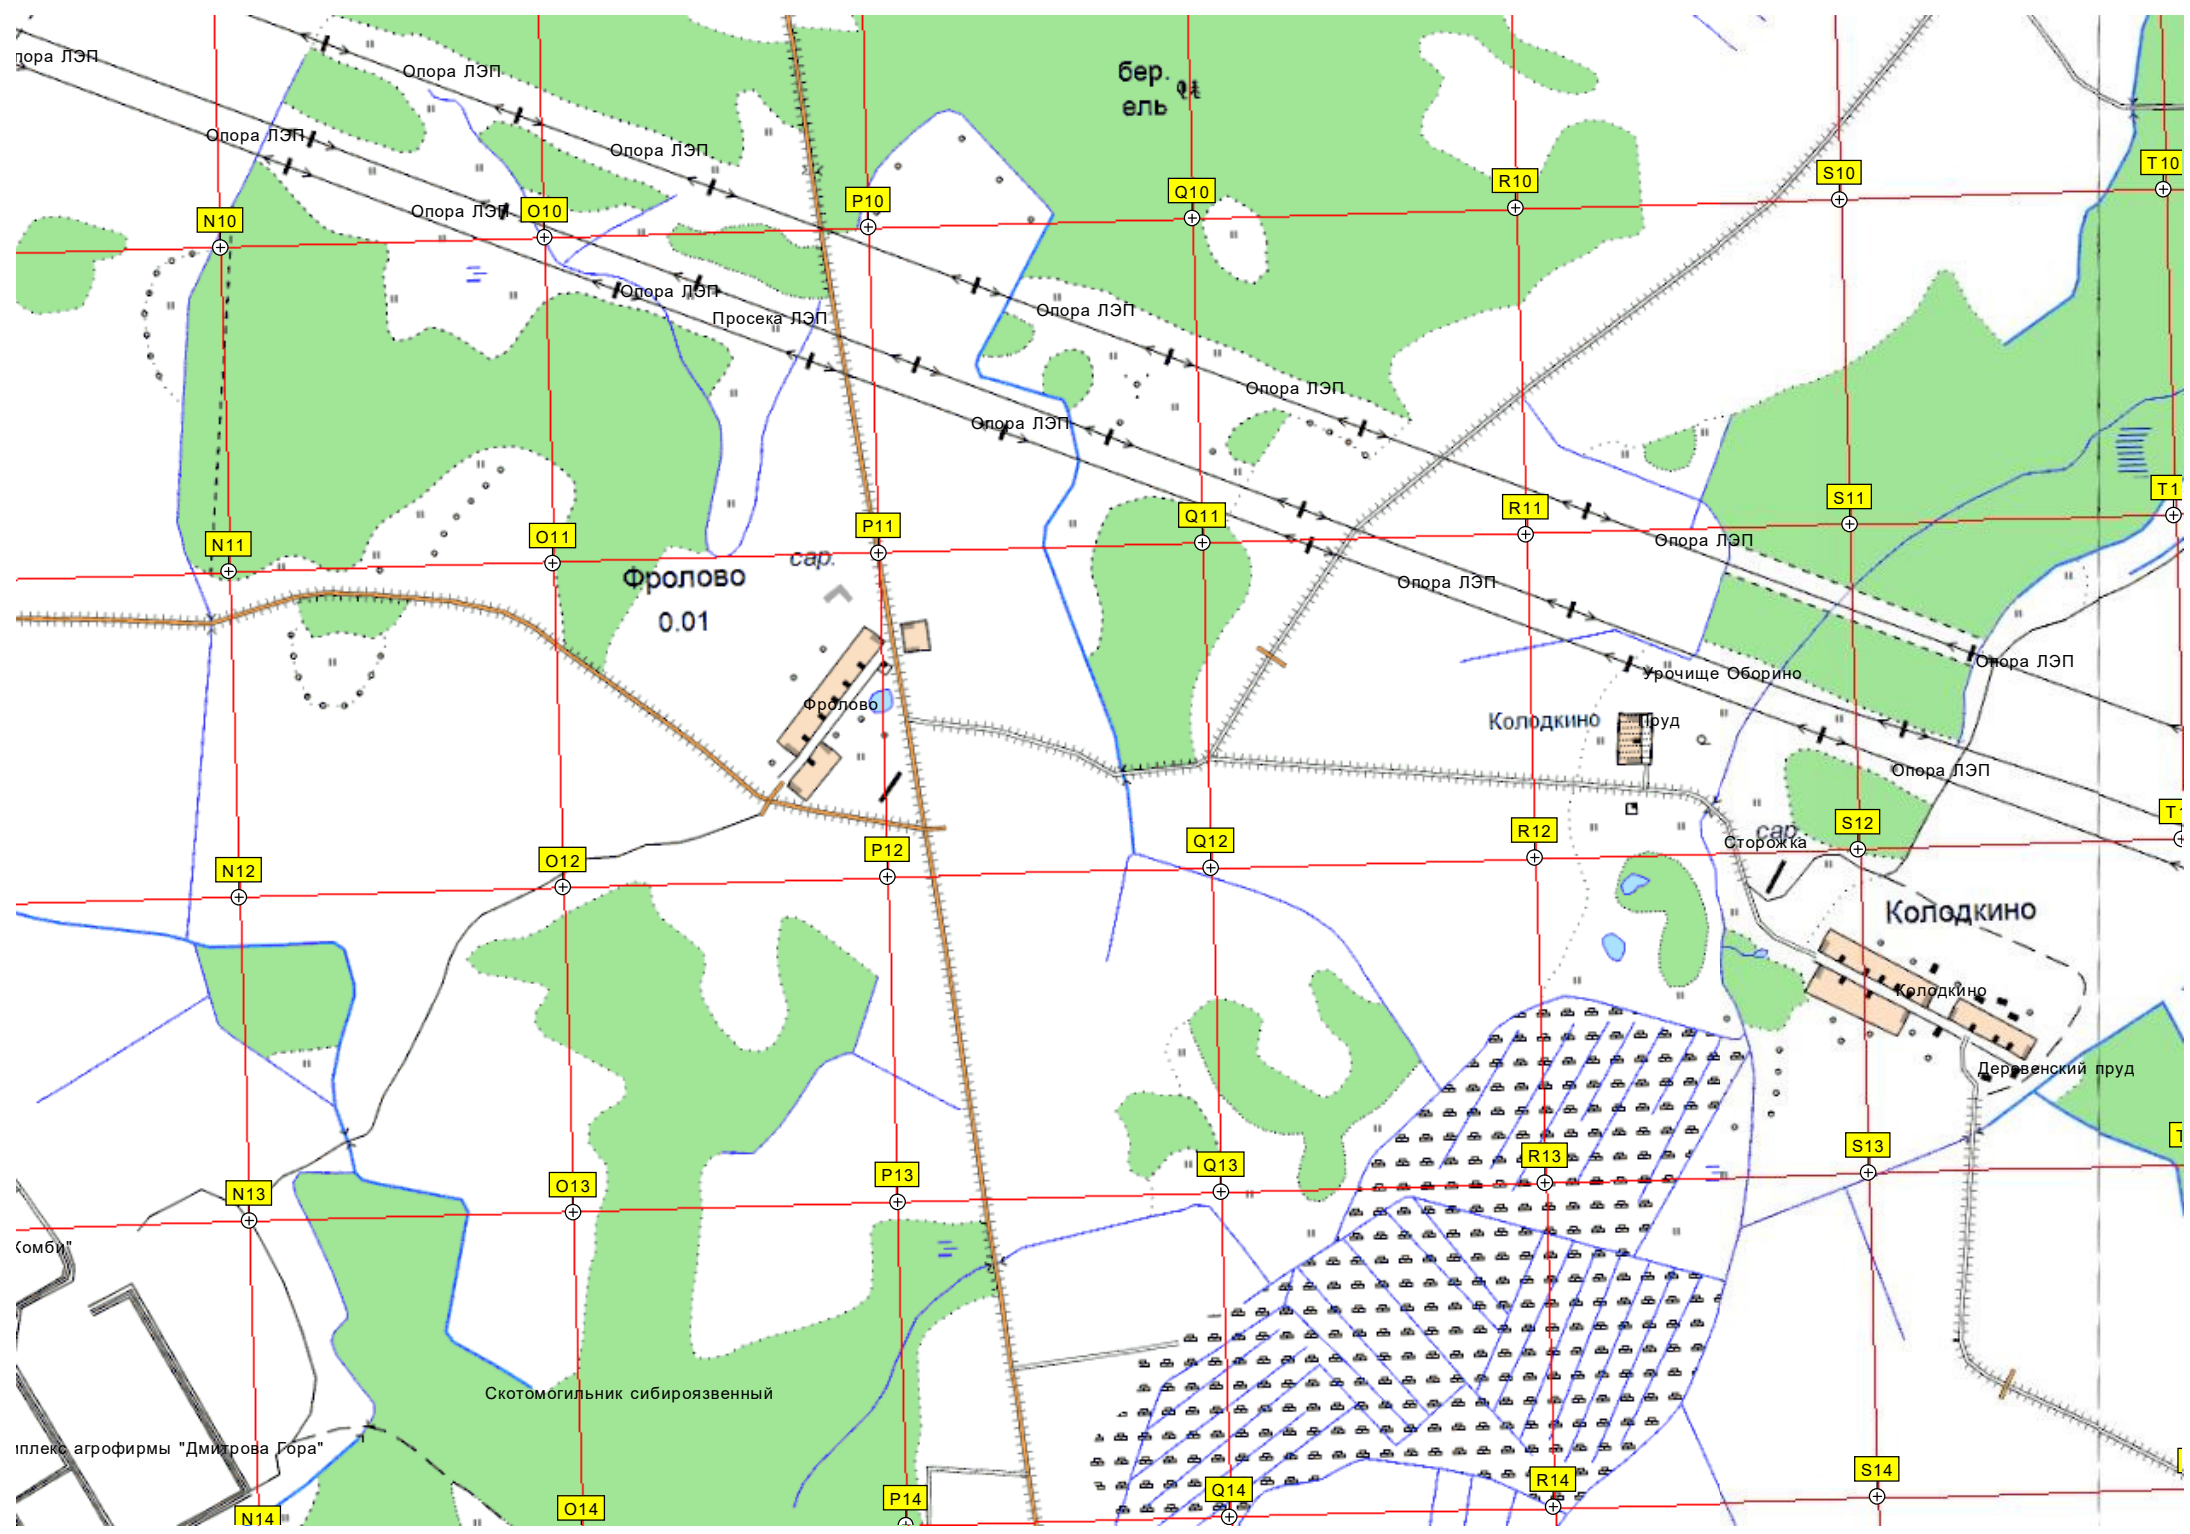 Опора ЛЭП
Опора ЛЭП
бер.
ель
Опора ЛЭП
Опора ЛЭП
T10
S10
R10
Q10
P10
Опора ЛЭП
O10
N10
Опора ЛЭП
Просека ЛЭП
Опора ЛЭП
Опора ЛЭП
Опора ЛЭП
T1
S11
R11
Q11
P11
O11
N11
Опора ЛЭП
сар.
Фролово
0.01
Опора ЛЭП
Опора ЛЭП
Урочище Оборино
Фролово
Колодкино
Пруд
Опора ЛЭП
S12
R12
Q12
P12
O12
N12
сар.
Сторожка
Колодкино
Колодкино
Деревенский пруд
S13
R13
Q13
P13
O13
N13
Комби"
Скотомогильник сибироязвенный
иплекс агрофирмы "Дмитрова Гора"
S14
R14
Q14
P14
O14
N14